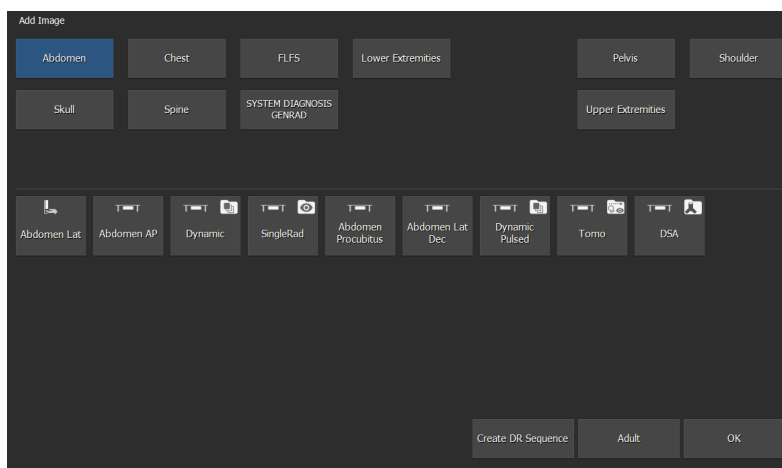 Add Image
Abdomen
Chest
FLFS
Lower Extremities
Pelvis
Shoulder
Skull
Spine
SYSTEM DIAGNOSIS
GENRAD
Upper Extremities
Abdomen Lat
Abdomen AP
Dynamic
SingleRad
Abdomen
Procubitus
Abdomen Lat
Dec
Dynamic
Pulsed
Tomo
DSA
Create DR Sequence
Adult
OK